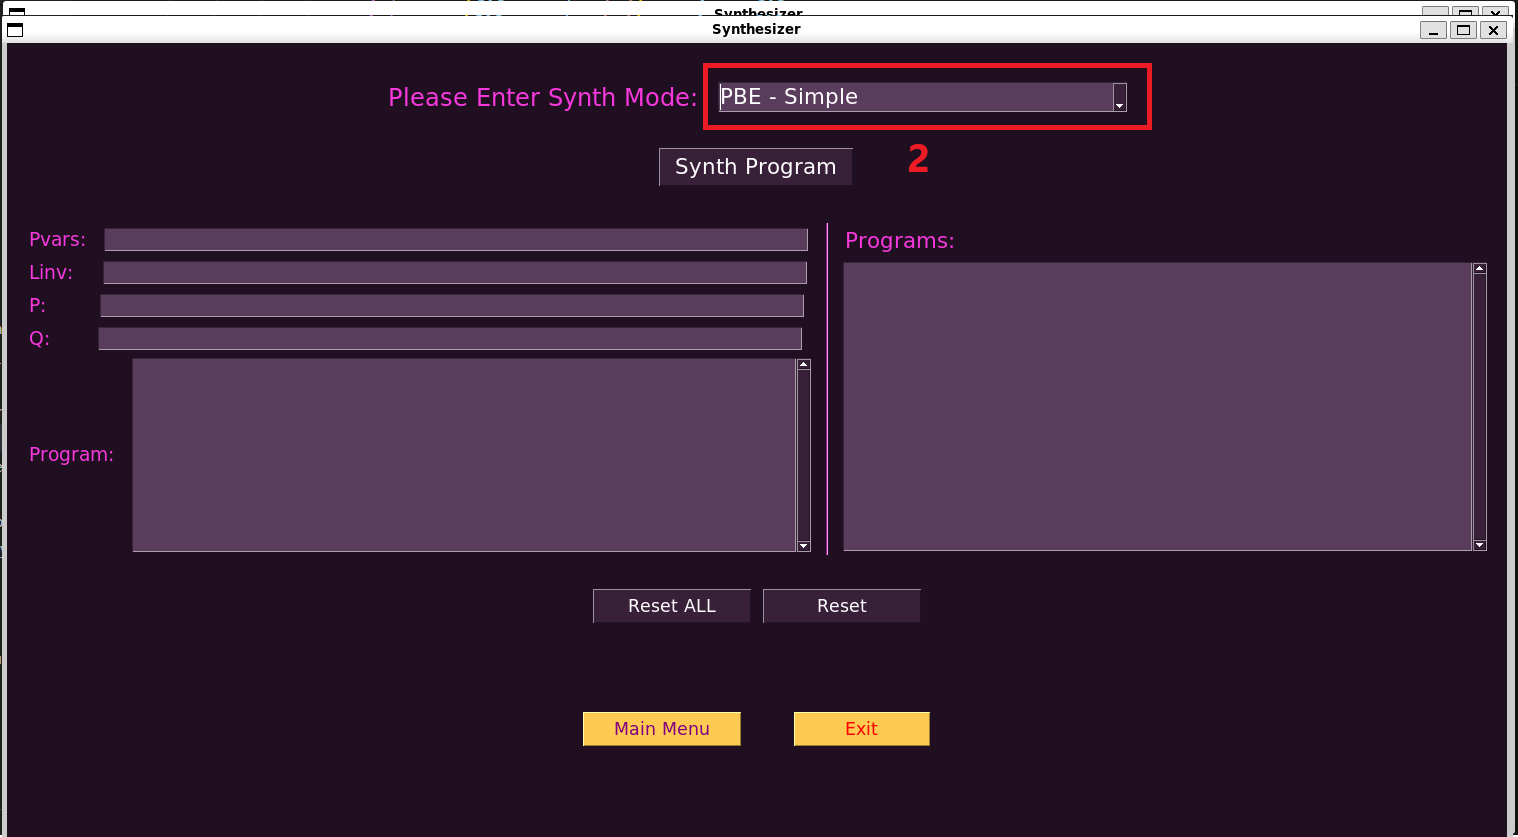 Synthesizer
Synthesizer
Please Enter Synth Mode: PBE - Simple
Synth Program
2
Pvars:
Linv:
P:
Q:
Program:
Programs:
Reset ALL
Reset
Main Menu
Exit